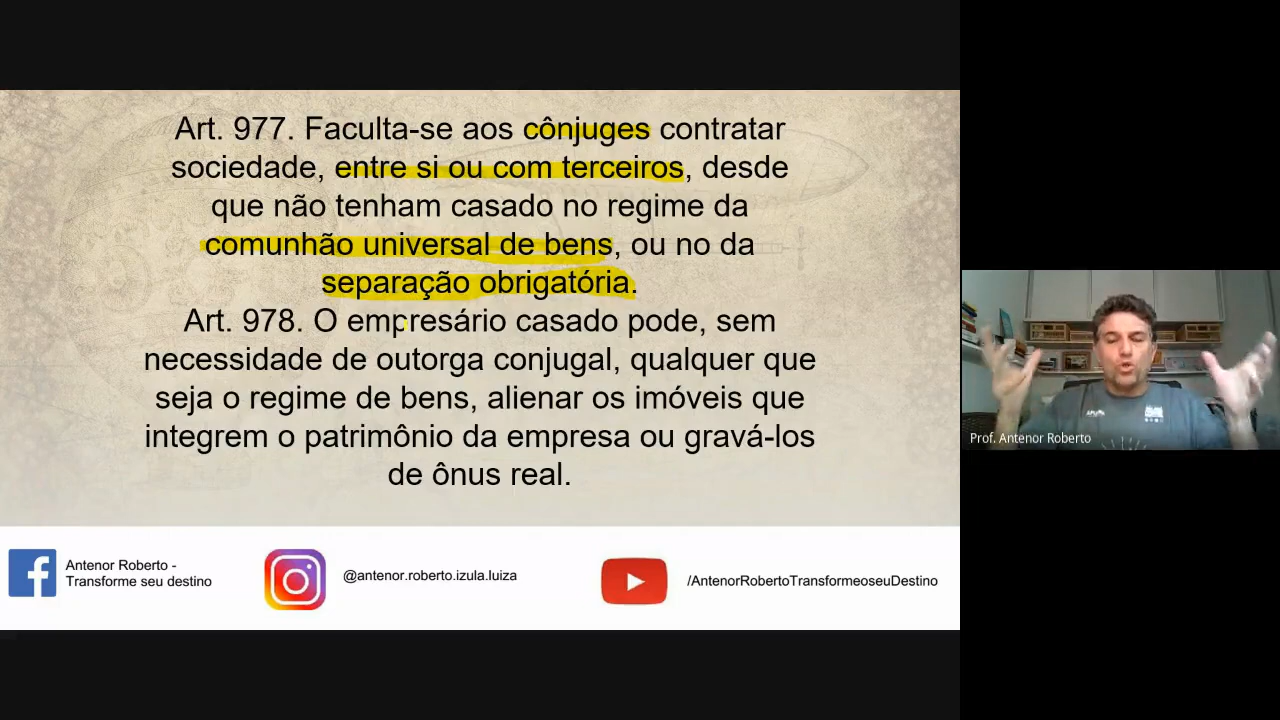 Art. 977. Faculta-se aos cônjuges contratar
sociedade, entre si ou com terceiros, desde
que não tenham casado no regime da
comunhão universal de bens, ou no da
separação obrigatória.
Art. 978. O empresário casado pode, sem
necessidade de outorga conjugal, qualquer que
seja o regime de bens, alienar os imóveis que
integrem o patrimônio da empresa ou gravá-los
de ônus real.
Antenor Roberto -
Transforme seu destino
@antenor.roberto.izula.luiza
/AntenorRobertoTransformeoseuDestino
Prof. Antenor Roberto